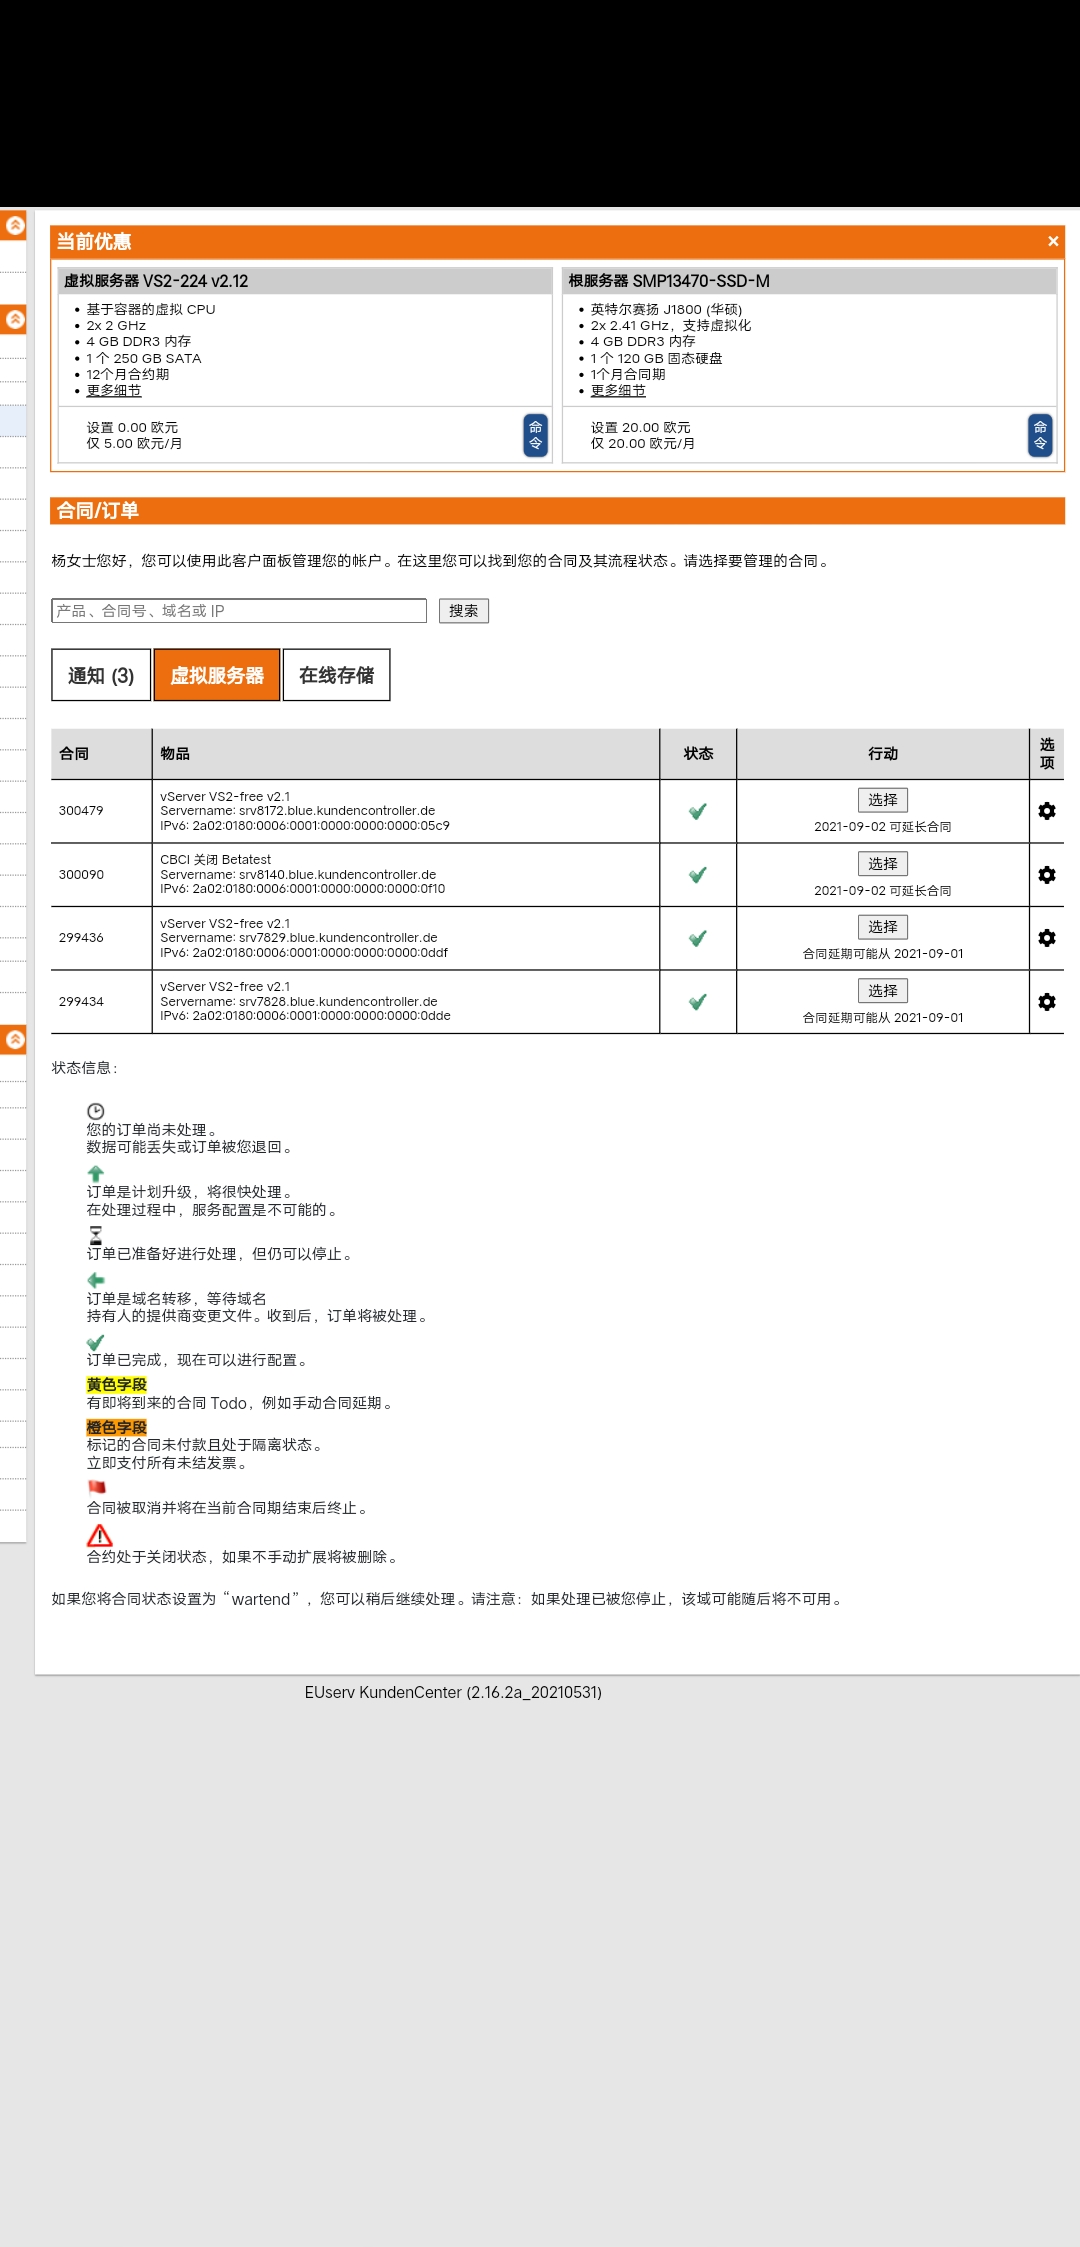 当前优惠 ×
虚拟服务器 VS2-224 v2.12
• 基于容器的虚拟 CPU
• 2x 2 GHz
• 4 GB DDR3 内存
• 1 个 250 GB SATA
• 12个月合约期
• 更多细节
设置 0.00 欧元
仅 5.00 欧元/月
命令
根服务器 SMP13470-SSD-M
• 英特尔赛扬 J1800 (华硕)
• 2x 2.41 GHz，支持虚拟化
• 4 GB DDR3 内存
• 1 个 120 GB 固态硬盘
• 1个月合同期
• 更多细节
设置 20.00 欧元
仅 20.00 欧元/月
命令
合同/订单
杨女士您好，您可以使用此客户面板管理您的帐户。在这里您可以找到您的合同及其流程状态。请选择要管理的合同。
产品、合同号、域名或 IP 搜索
通知 (3) 虚拟服务器 在线存储
合同 物品 状态 行动 选项
300479
vServer VS2-free v2.1
Servername: srv8172.blue.kundencontroller.de
IPv6: 2a02:0180:0006:0001:0000:0000:0000:05c9
选择
2021-09-02 可延长合同
300090
CBCI 关闭 Betatest
Servername: srv8140.blue.kundencontroller.de
IPv6: 2a02:0180:0006:0001:0000:0000:0000:0f10
选择
2021-09-02 可延长合同
299436
vServer VS2-free v2.1
Servername: srv7829.blue.kundencontroller.de
IPv6: 2a02:0180:0006:0001:0000:0000:0000:0ddf
选择
合同延期可能从 2021-09-01
299434
vServer VS2-free v2.1
Servername: srv7828.blue.kundencontroller.de
IPv6: 2a02:0180:0006:0001:0000:0000:0000:0dde
选择
合同延期可能从 2021-09-01
状态信息：
您的订单尚未处理。
数据可能丢失或订单被您退回。
订单是计划升级，将很快处理。
在处理过程中，服务配置是不可能的。
订单已准备好进行处理，但仍可以停止。
订单是域名转移，等待域名
持有人的提供商变更文件。收到后，订单将被处理。
订单已完成，现在可以进行配置。
黄色字段
有即将到来的合同 Todo，例如手动合同延期。
橙色字段
标记的合同未付款且处于隔离状态。
立即支付所有未结发票。
合同被取消并将在当前合同期结束后终止。
合约处于关闭状态，如果不手动扩展将被删除。
如果您将合同状态设置为“wartend”，您可以稍后继续处理。请注意：如果处理已被您停止，该域可能随后将不可用。
EUserv KundenCenter (2.16.2a_20210531)